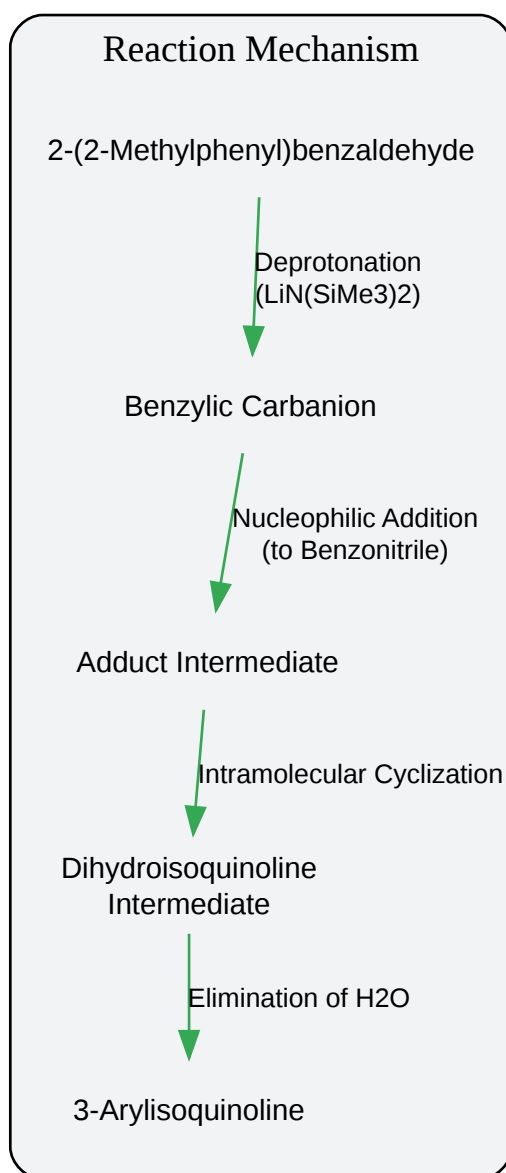 Reaction Mechanism
2-(2-Methylphenyl)benzaldehyde
Deprotonation
(LiN(SiMe3)2)
Benzylic Carbanion
Nucleophilic Addition
(to Benzonitrile)
Adduct Intermediate
Intramolecular Cyclization
Dihydroisoquinoline
Intermediate
Elimination of H2O
3-Arylisoquinoline